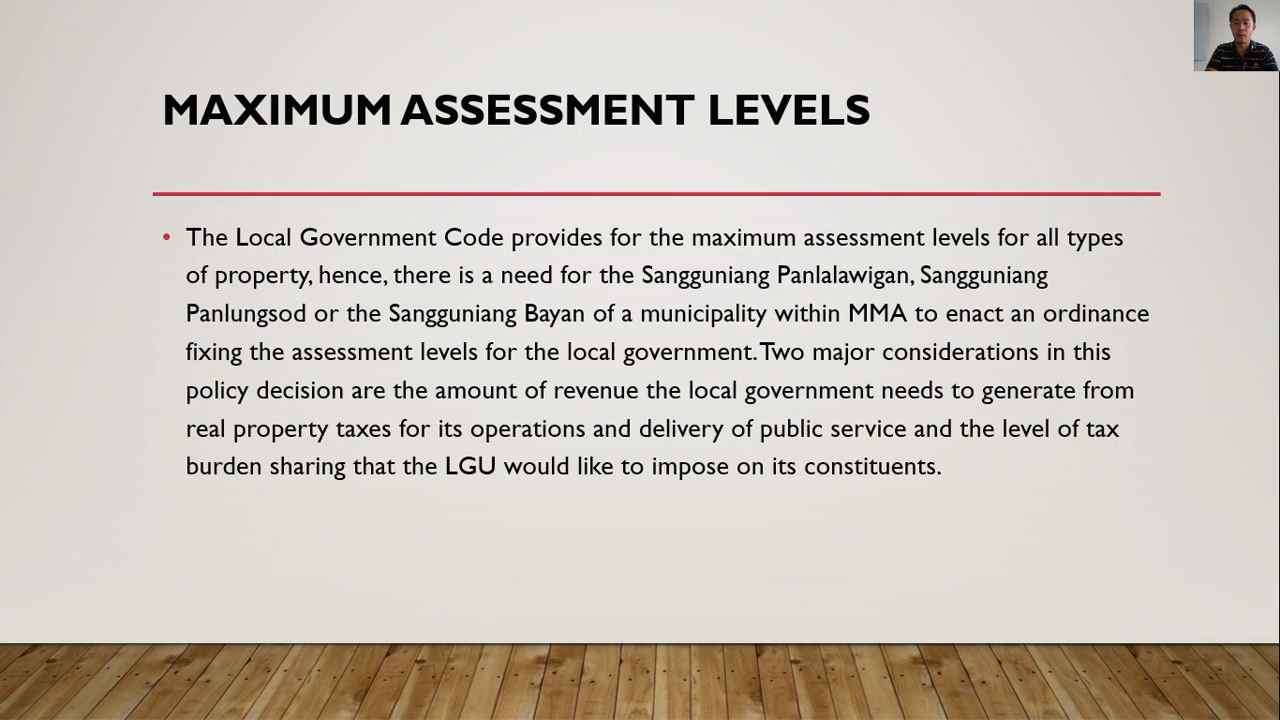 MAXIMUM ASSESSMENT LEVELS
• The Local Government Code provides for the maximum assessment levels for all types
of property, hence, there is a need for the Sangguniang Panlalawigan, Sangguniang
Panlungsod or the Sangguniang Bayan of a municipality within MMA to enact an ordinance
fixing the assessment levels for the local government. Two major considerations in this
policy decision are the amount of revenue the local government needs to generate from
real property taxes for its operations and delivery of public service and the level of tax
burden sharing that the LGU would like to impose on its constituents.